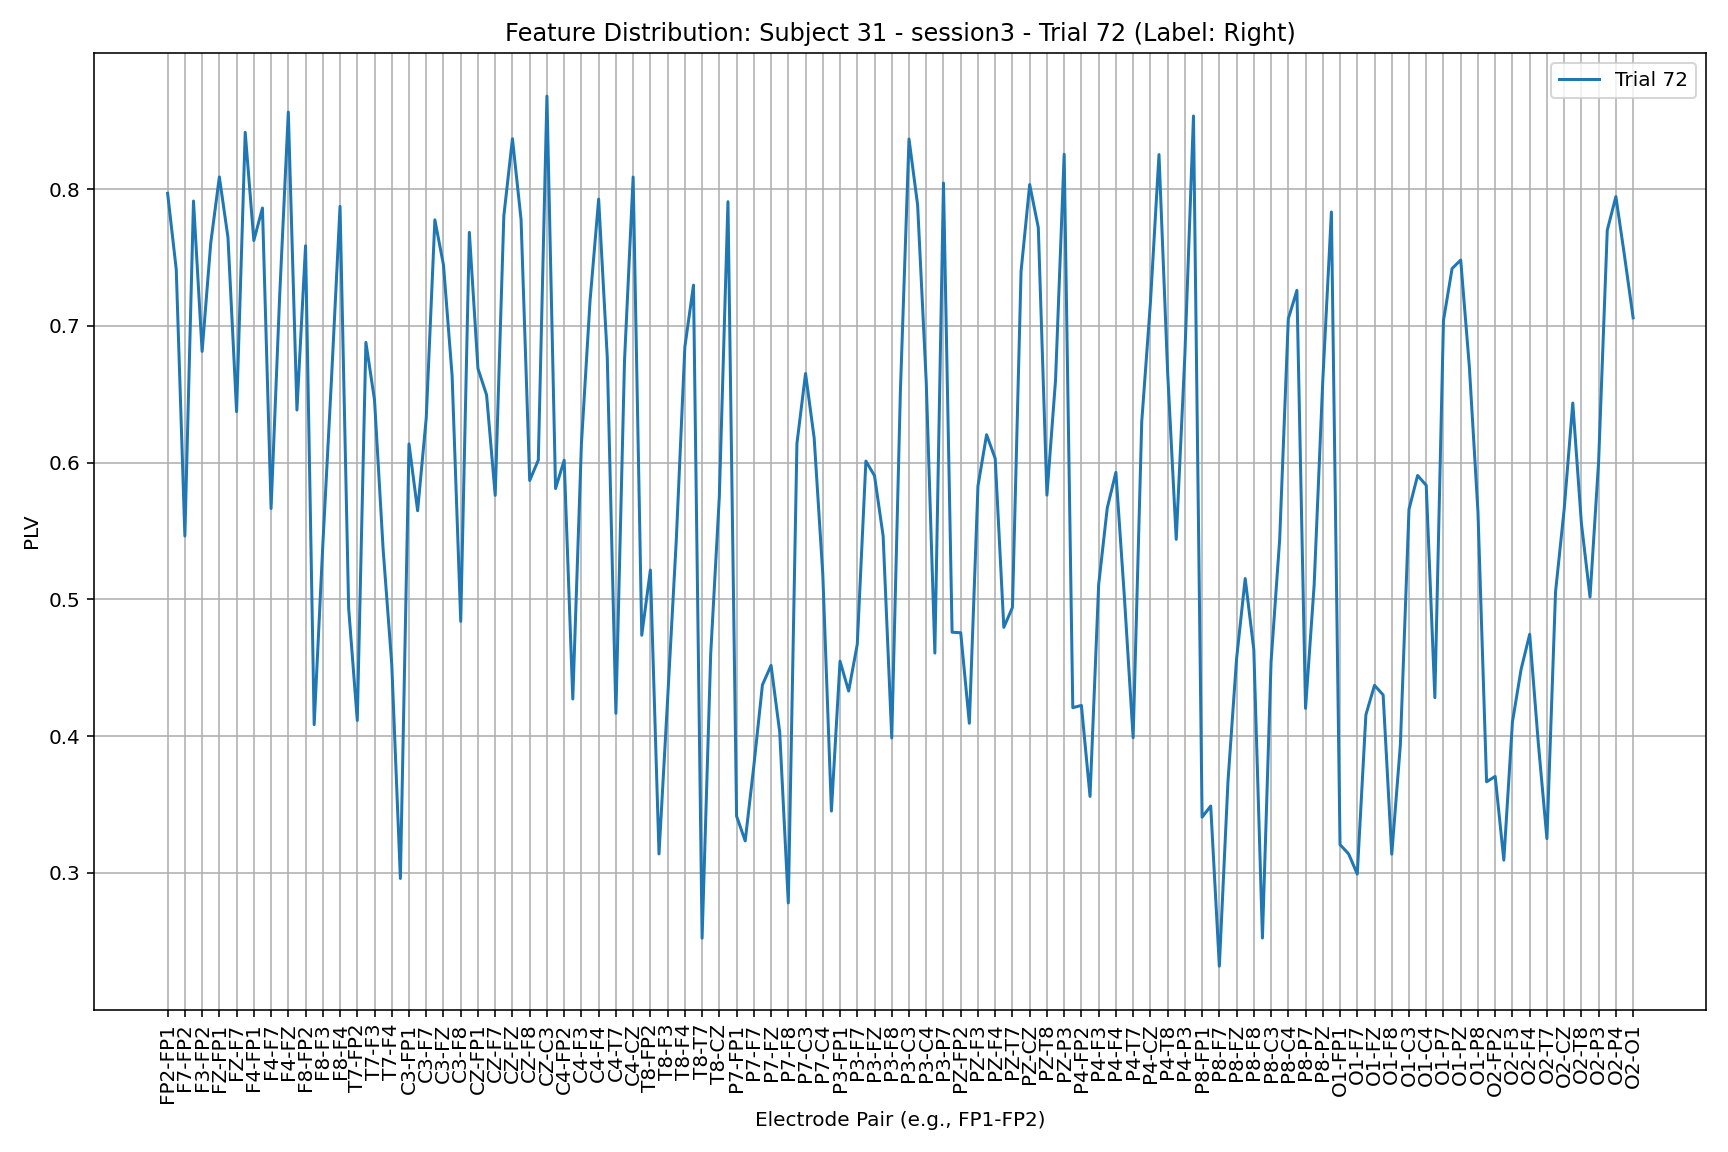 Feature Distribution: Subject 31 - session3 - Trial 72 (Label: Right)
Trial 72
PLV
0.8
0.7
0.6
0.5
0.4
0.3
FP2-FP1
F7-FP2
F3-FP2
FZ-FP1
FZ-F7
F4-FP1
F4-F7
F4-FZ
F8-FP2
F8-F3
F8-F4
T7-FP2
T7-F3
T7-F4
C3-FP1
C3-F7
C3-FZ
C3-F8
CZ-FP1
CZ-F7
CZ-FZ
CZ-F8
CZ-C3
C4-FP2
C4-F3
C4-F4
C4-T7
C4-CZ
T8-FP2
T8-F3
T8-F4
T8-T7
T8-CZ
P7-FP1
P7-F7
P7-FZ
P7-F8
P7-C3
P7-C4
P3-FP1
P3-F7
P3-FZ
P3-F8
P3-C3
P3-C4
P3-P7
PZ-FP2
PZ-F3
PZ-F4
PZ-T7
PZ-CZ
PZ-T8
PZ-P3
P4-FP2
P4-F3
P4-F4
P4-T7
P4-CZ
P4-T8
P4-P3
P8-FP1
P8-F7
P8-FZ
P8-F8
P8-C3
P8-C4
P8-P7
P8-PZ
O1-FP1
O1-F7
O1-FZ
O1-F8
O1-C3
O1-C4
O1-P7
O1-PZ
O1-P8
O2-FP2
O2-F3
O2-F4
O2-T7
O2-CZ
O2-T8
O2-P3
O2-P4
O2-O1
Electrode Pair (e.g., FP1-FP2)